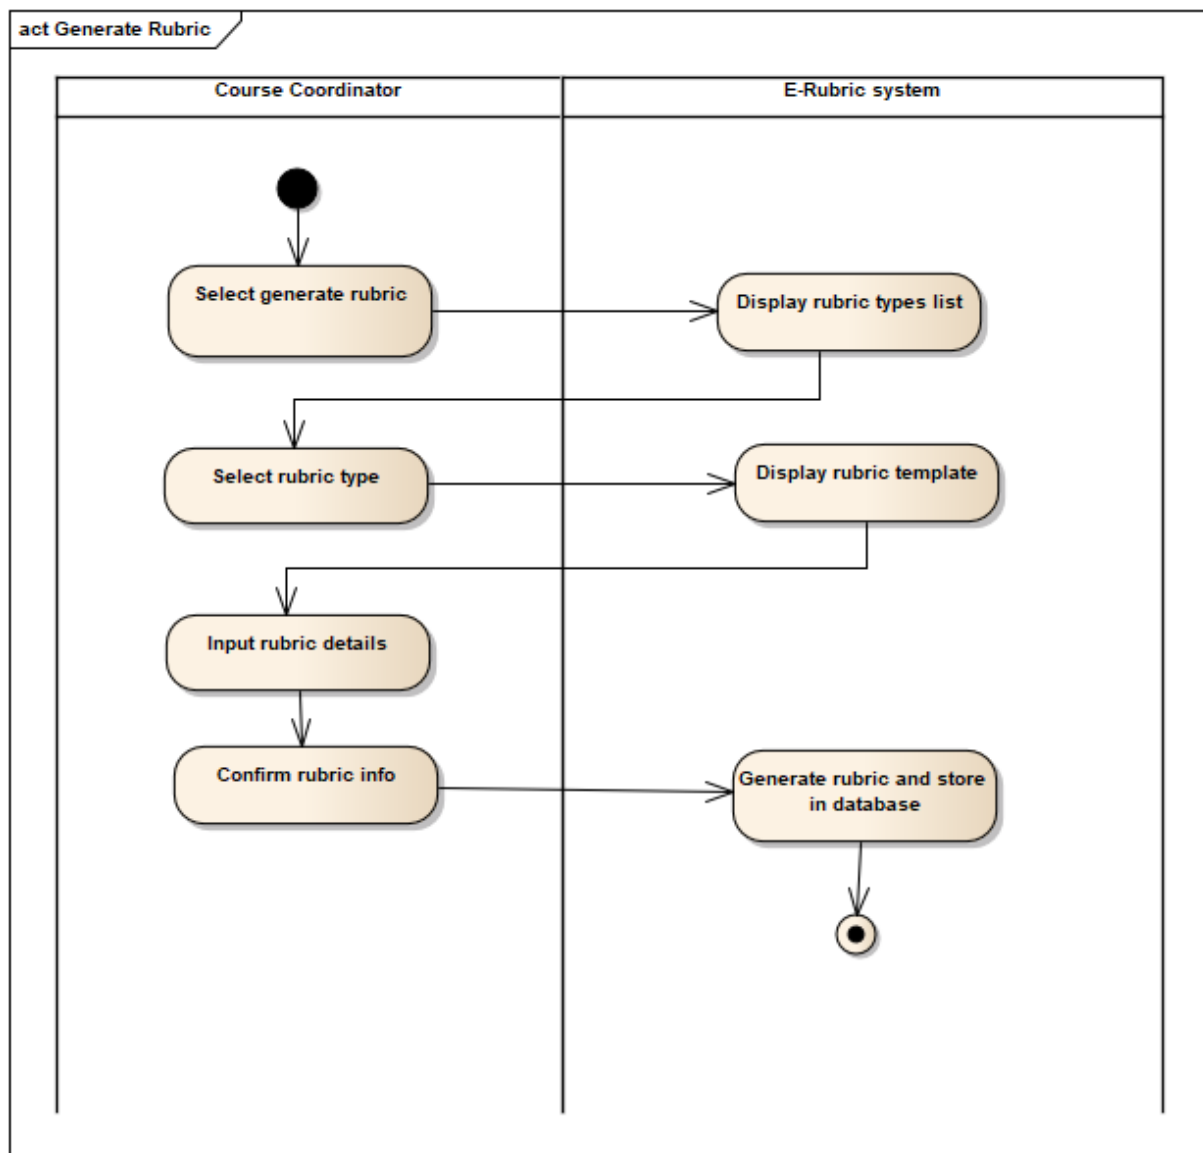 act Generate Rubric
Course Coordinator
E-Rubric system
Select generate rubric
Display rubric types list
Select rubric type
Display rubric template
Input rubric details
Confirm rubric info
Generate rubric and store
in database